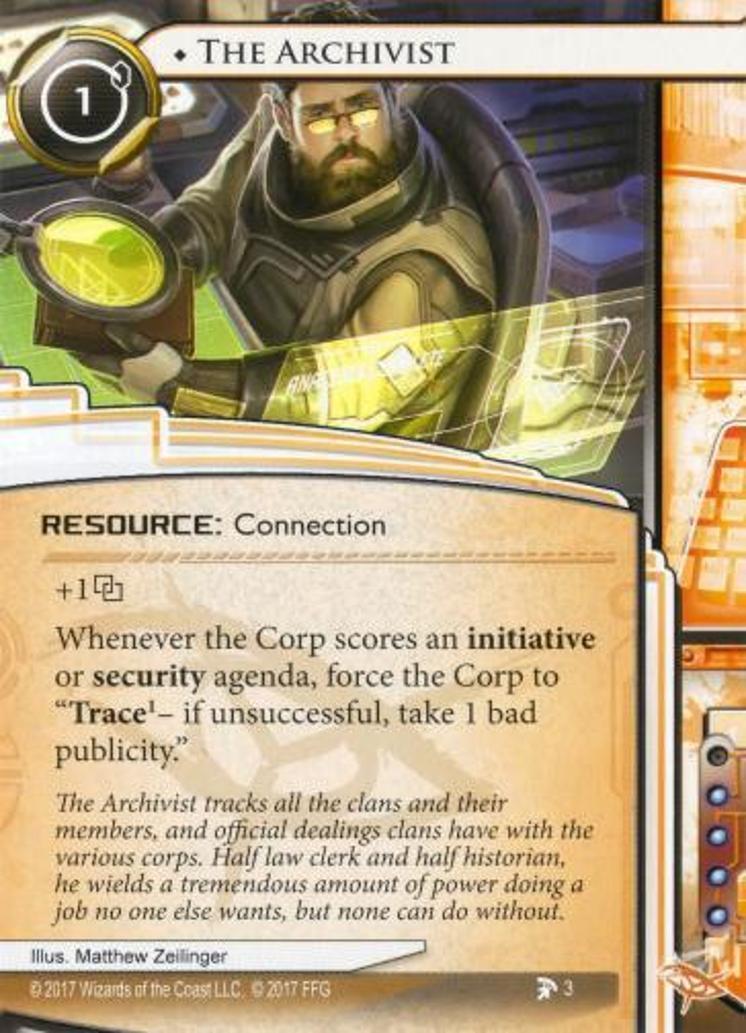 1
• THE ARCHIVIST
RESOURCE: Connection
+1
Whenever the Corp scores an initiative
or security agenda, force the Corp to
“Trace¹– if unsuccessful, take 1 bad
publicity.”
The Archivist tracks all the clans and their
members, and official dealings clans have with the
various corps. Half law clerk and half historian,
he wields a tremendous amount of power doing a
job no one else wants, but none can do without.
Illus. Matthew Zeilinger
© 2017 Wizards of the Coast LLC. © 2017 FFG
3